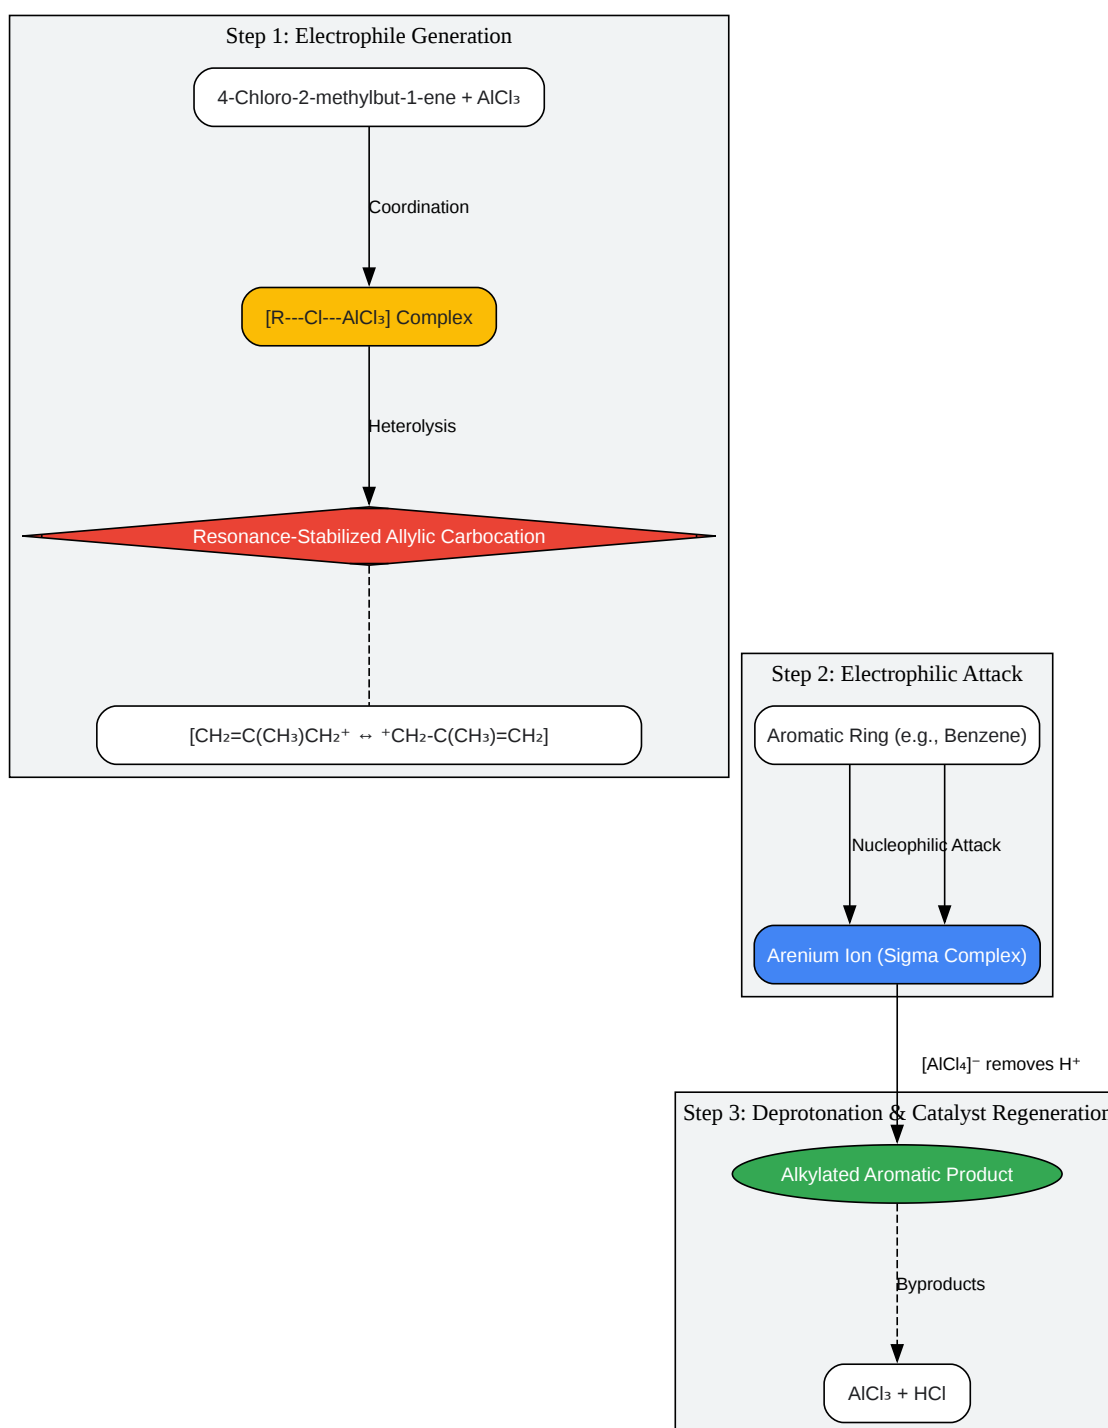 Step 1: Electrophile Generation
4-Chloro-2-methylbut-1-ene + AlCl₃
Coordination
[R---Cl---AlCl₃] Complex
Heterolysis
Resonance-Stabilized Allylic Carbocation
[CH₂=C(CH₃)CH₂⁺ ↔ ⁺CH₂-C(CH₃)=CH₂]
Step 2: Electrophilic Attack
Aromatic Ring (e.g., Benzene)
Nucleophilic Attack
Arenium Ion (Sigma Complex)
[AlCl₄]⁻ removes H⁺
Step 3: Deprotonation & Catalyst Regeneration
Alkylated Aromatic Product
Byproducts
AlCl₃ + HCl